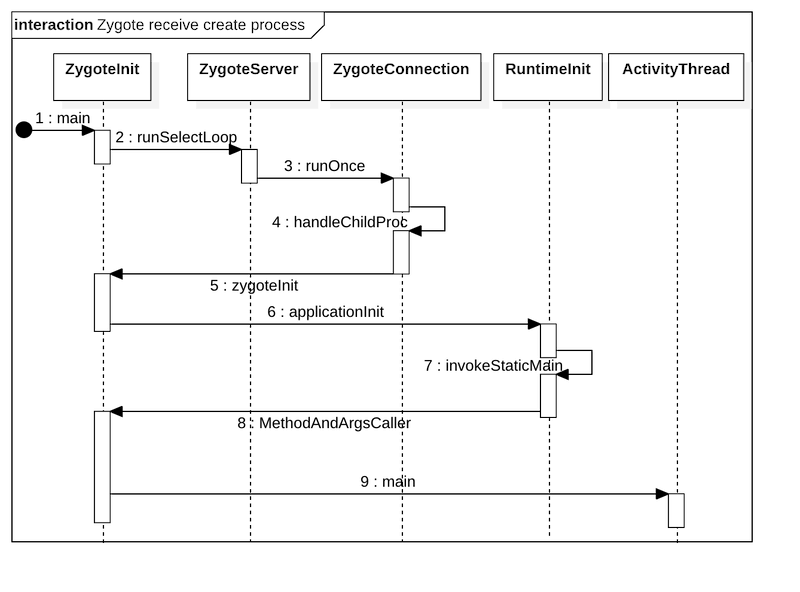 interaction Zygote receive create process
ZygoteInit
ZygoteServer
ZygoteConnection
RuntimeInit
ActivityThread
1 : main
2 : runSelectLoop
3 : runOnce
4 : handleChildProc
5 : zygoteInit
6 : applicationInit
7 : invokeStaticMain
8 : MethodAndArgsCaller
9 : main